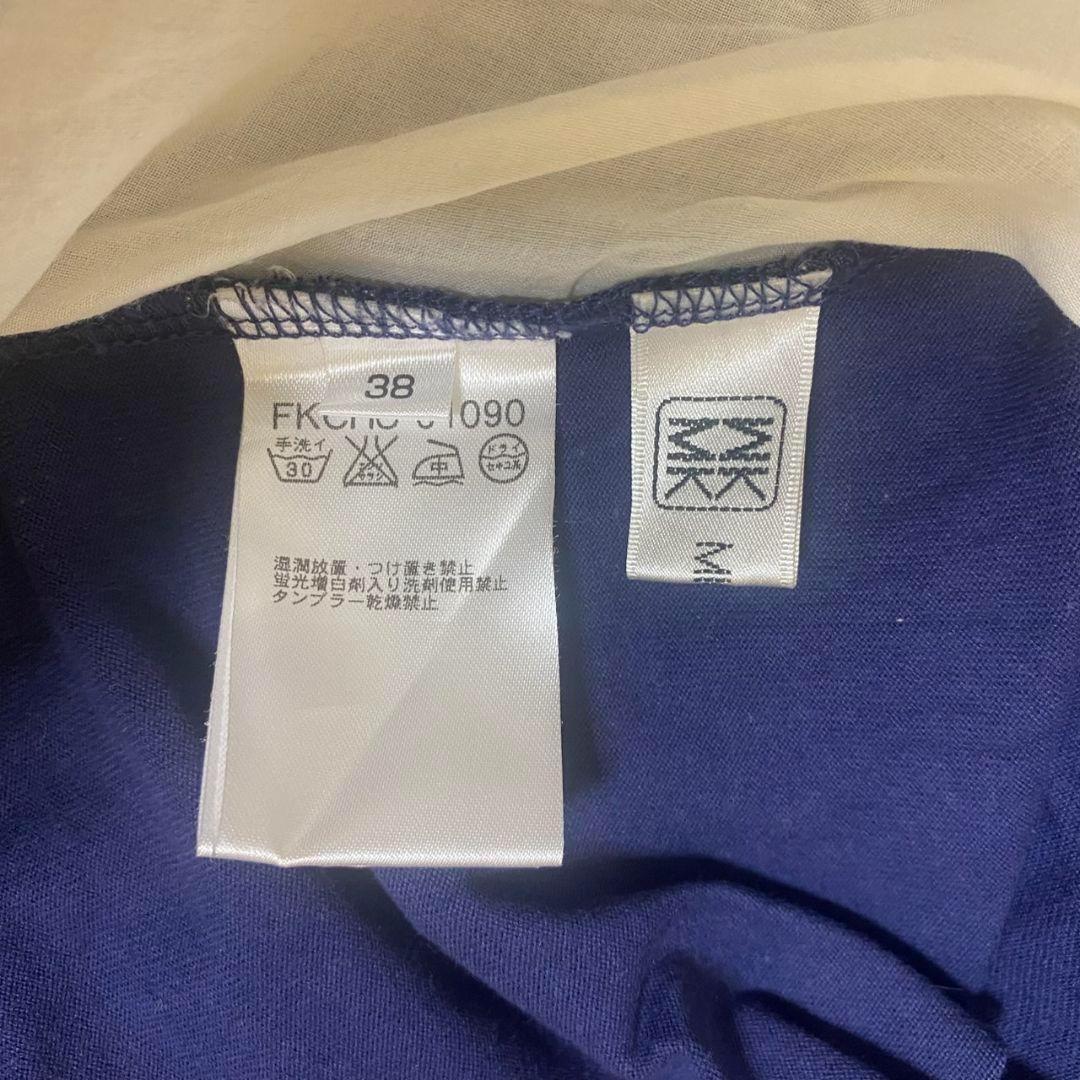 38
手洗イ
30
中
ドライ
セキユ系
湿潤放置・つけ置き禁止
蛍光増白剤入り洗剤使用禁止
タンブラー乾燥禁止
MK
MK